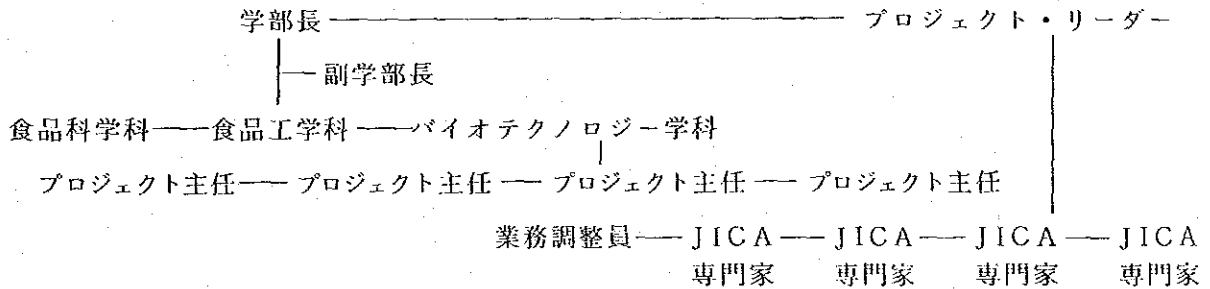 学部長 プロジェクト・リーダー
副学部長
食品科学科 食品工学科 バイオテクノロジー学科
プロジェクト主任 プロジェクト主任 プロジェクト主任 プロジェクト主任
業務調整員 JICA JICA JICA JICA
専門家 専門家 専門家 専門家